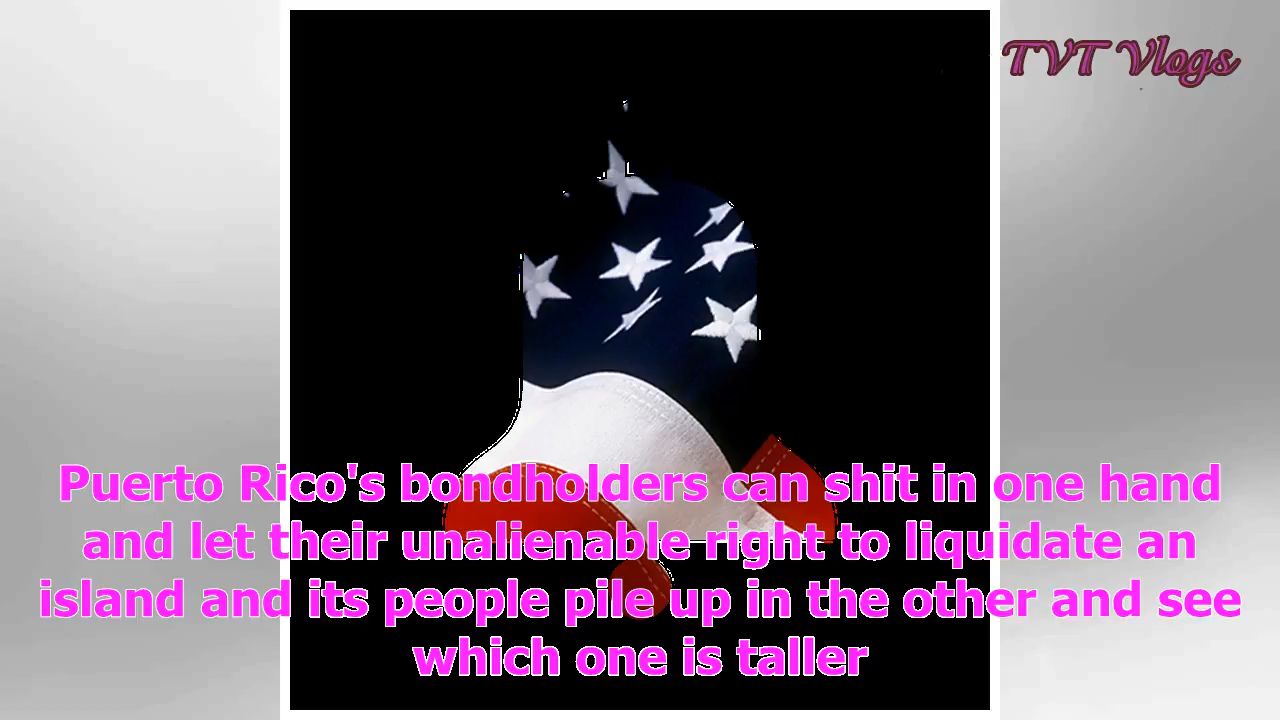 TVT Vlogs
Puerto Rico's bondholders can shit in one hand
and let their unalienable right to liquidate an
island and its people pile up in the other and see
which one is taller